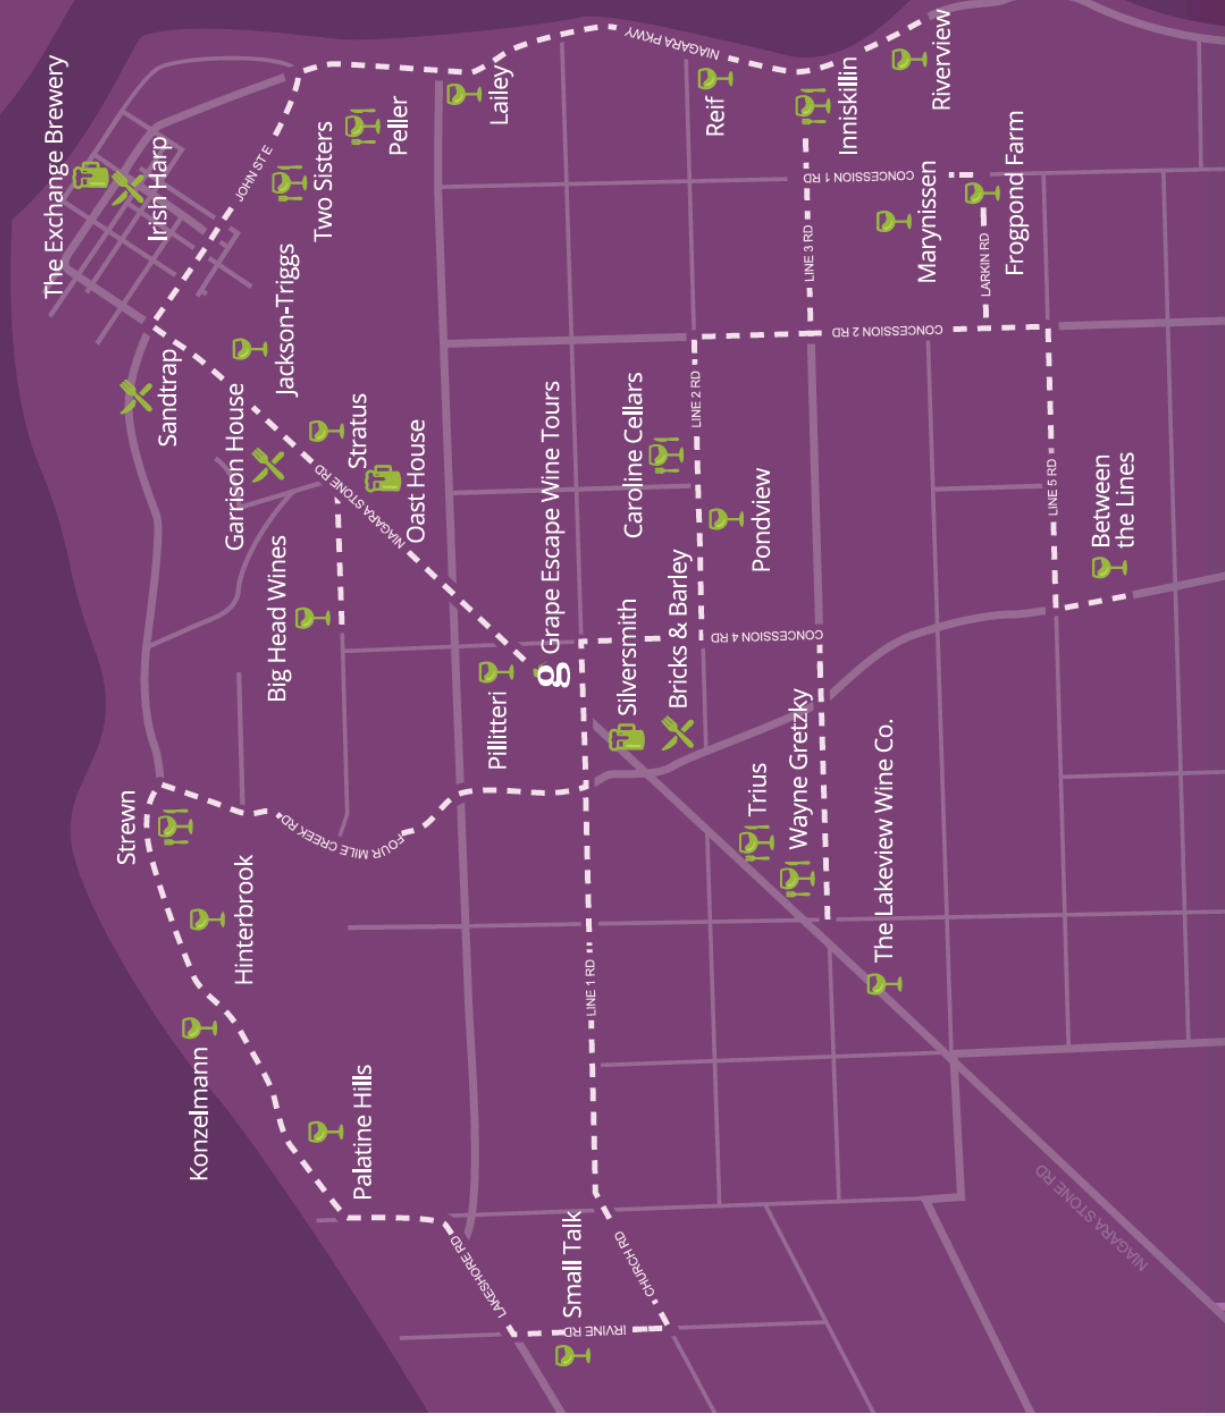 The Exchange Brewery
Irish Harp
JOHN ST E
Two Sisters
Peller
Lailey
NIAGARA PKWY
Reif
Inniskillin
Riverview
CONCESSION 1 RD
Marynissen
Frogpond Farm
LINE 3 RD
LARKIN RD
CONCESSION 2 RD
Sandtrap
Jackson-Triggs
Garrison House
Stratus
NIAGARA STONE RD
Oast House
Big Head Wines
Grape Escape Wine Tours
g
Caroline Cellars
LINE 2 RD
Pondview
LINE 5 RD
Between
the Lines
Pillitteri
Silversmith
Bricks & Barley
CONCESSION 4 RD
Strewn
FOUR MILE CREEK RD
Hinterbrook
Trius
Wayne Gretzky
The Lakeview Wine Co.
Konzelmann
Palatine Hills
LINE 1 RD
LAKESHORE RD
Small Talk
CHURCH RD
IRVINE RD
NIAGARA STONE RD